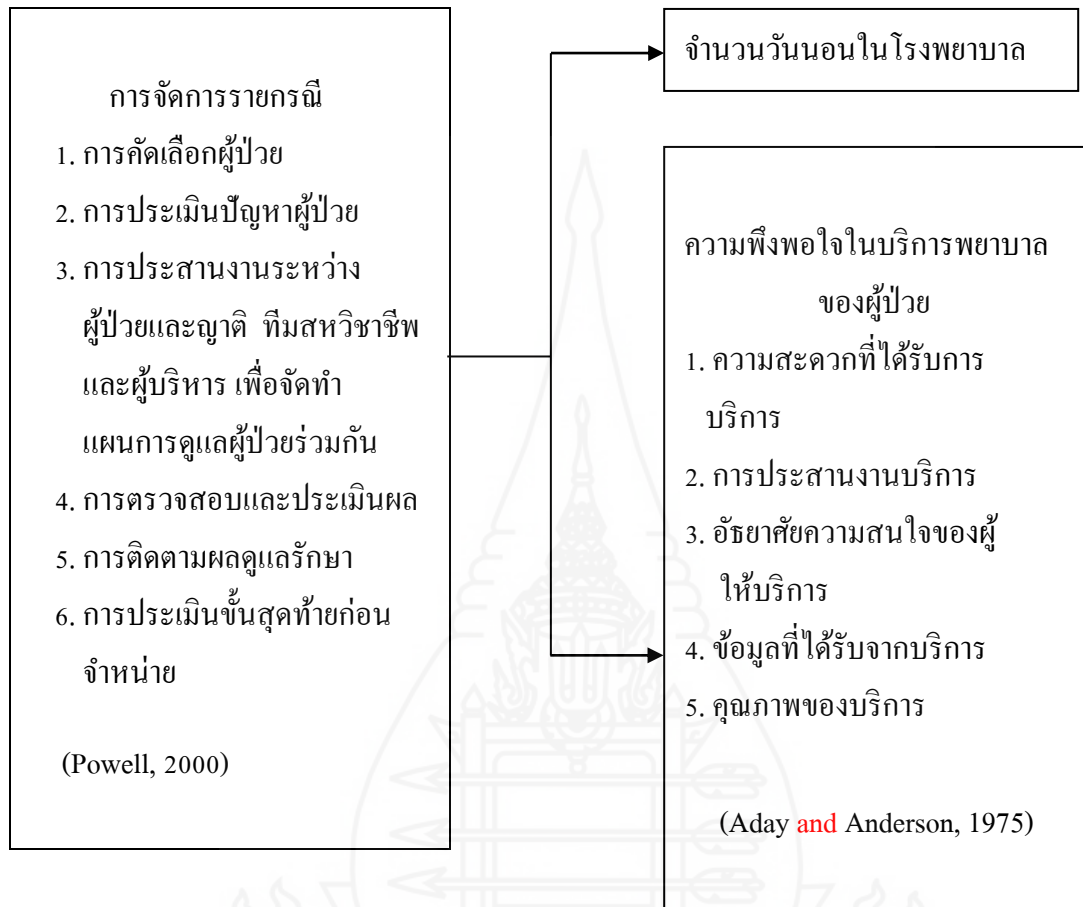 การจัดการรายกรณี
1. การคัดเลือกผู้ป่วย
2. การประเมินปัญหาผู้ป่วย
3. การประสานงานระหว่าง
ผู้ป่วยและญาติ ทีมสหวิชาชีพ
และผู้บริหาร เพื่อจัดทำ
แผนการดูแลผู้ป่วยร่วมกัน
4. การตรวจสอบและประเมินผล
5. การติดตามผลดูแลรักษา
6. การประเมินขั้นสุดท้ายก่อน
จำหน่าย
(Powell, 2000)
จำนวนวันนอนในโรงพยาบาล
ความพึงพอใจในบริการพยาบาล
ของผู้ป่วย
1. ความสะดวกที่ได้รับการ
บริการ
2. การประสานงานบริการ
3. อัธยาศัยความสนใจของผู้
ให้บริการ
4. ข้อมูลที่ได้รับจากบริการ
5. คุณภาพของบริการ
(Aday and Anderson, 1975)